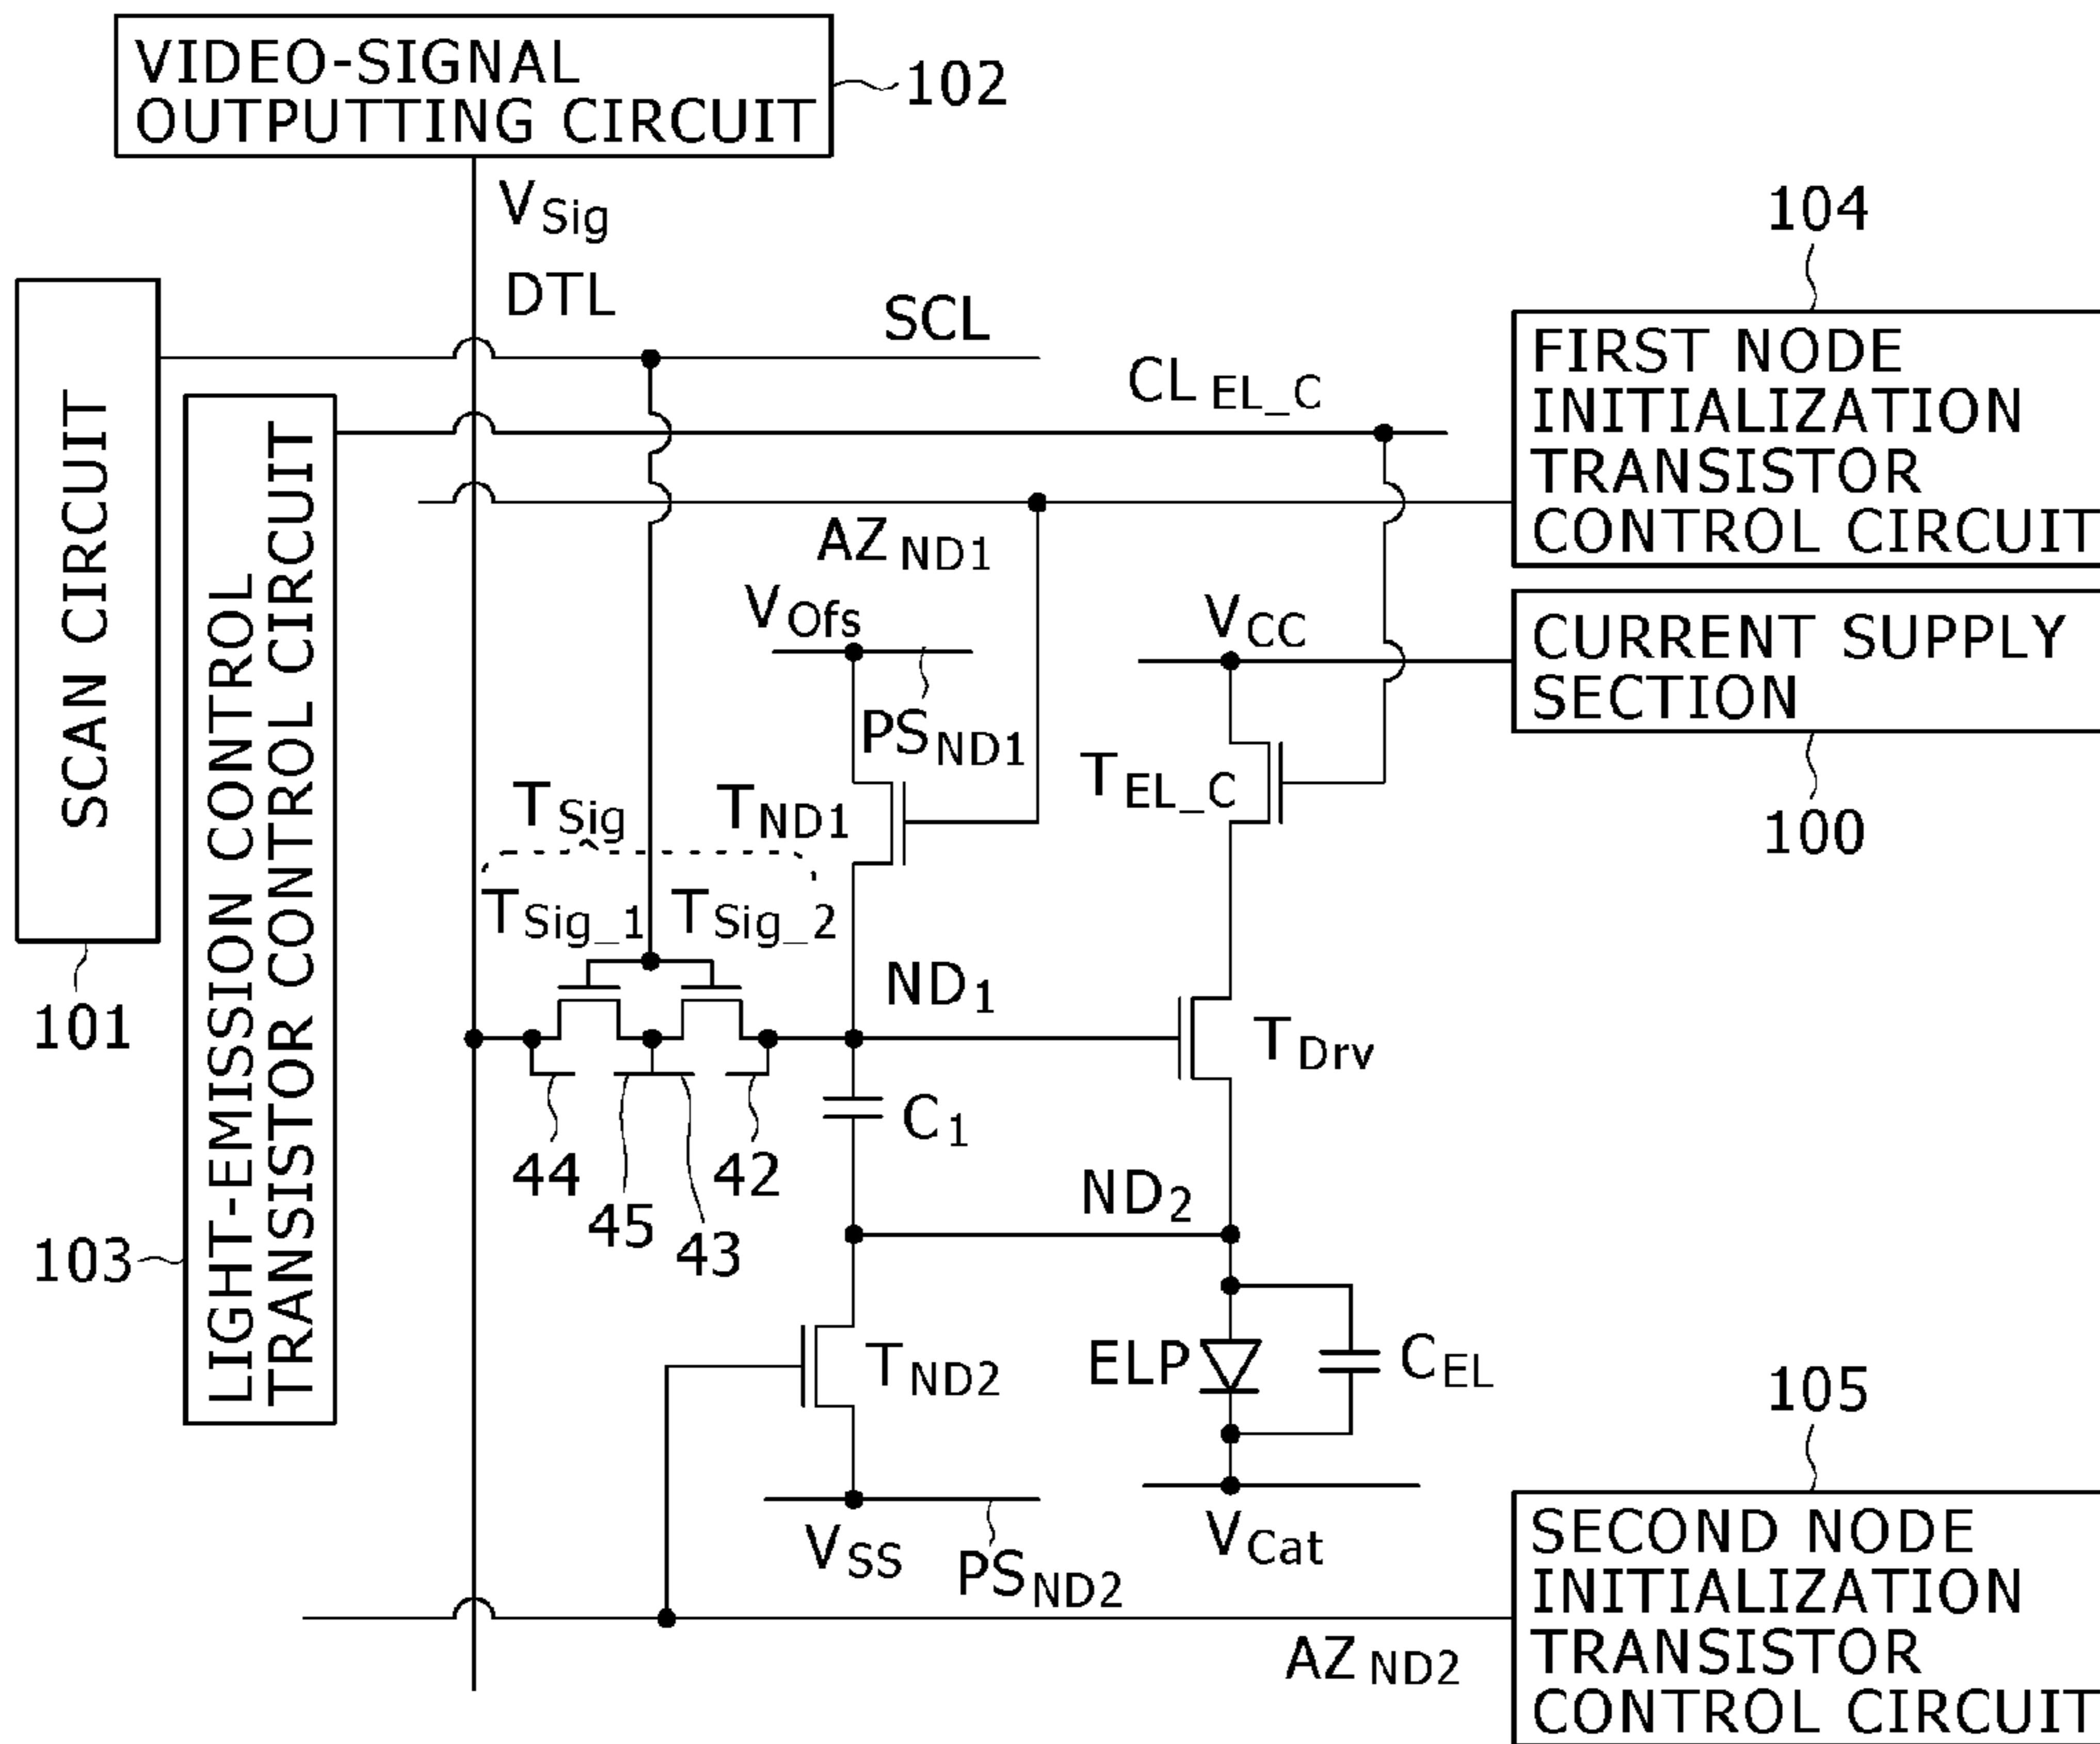 VIDEO-SIGNAL
OUTPUTTING CIRCUIT
102
VSig
DTL
104
SCL
CL EL_C
FIRST NODE
INITIALIZATION
TRANSISTOR
CONTROL CIRCUIT
SCAN CIRCUIT
101
LIGHT-EMISSION CONTROL
TRANSISTOR CONTROL CIRCUIT
103
AZ ND1
VOfs
PSND1
VCC
CURRENT SUPPLY
SECTION
100
TEL_C
TSig
TND1
TSig_1
TSig_2
ND1
TDrv
C1
44
45
43
42
ND2
TND2
ELP
CEL
VSS
PSND2
VCat
105
SECOND NODE
INITIALIZATION
TRANSISTOR
CONTROL CIRCUIT
AZ ND2